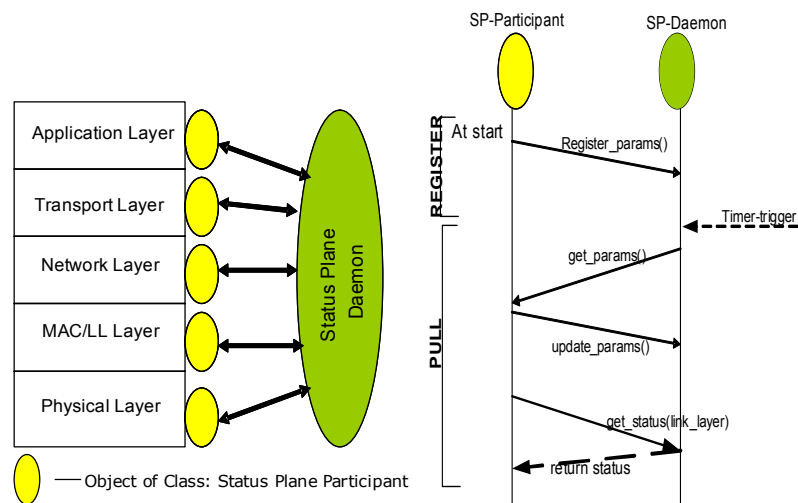 Application Layer
Transport Layer
Network Layer
MAC/LL Layer
Physical Layer
Status Plane
Daemon
Object of Class: Status Plane Participant
SP-Participant
SP-Daemon
REGISTER
At start
Register_params()
Timer-trigger
PULL
get_params()
update_params()
get_status(link_layer)
return status